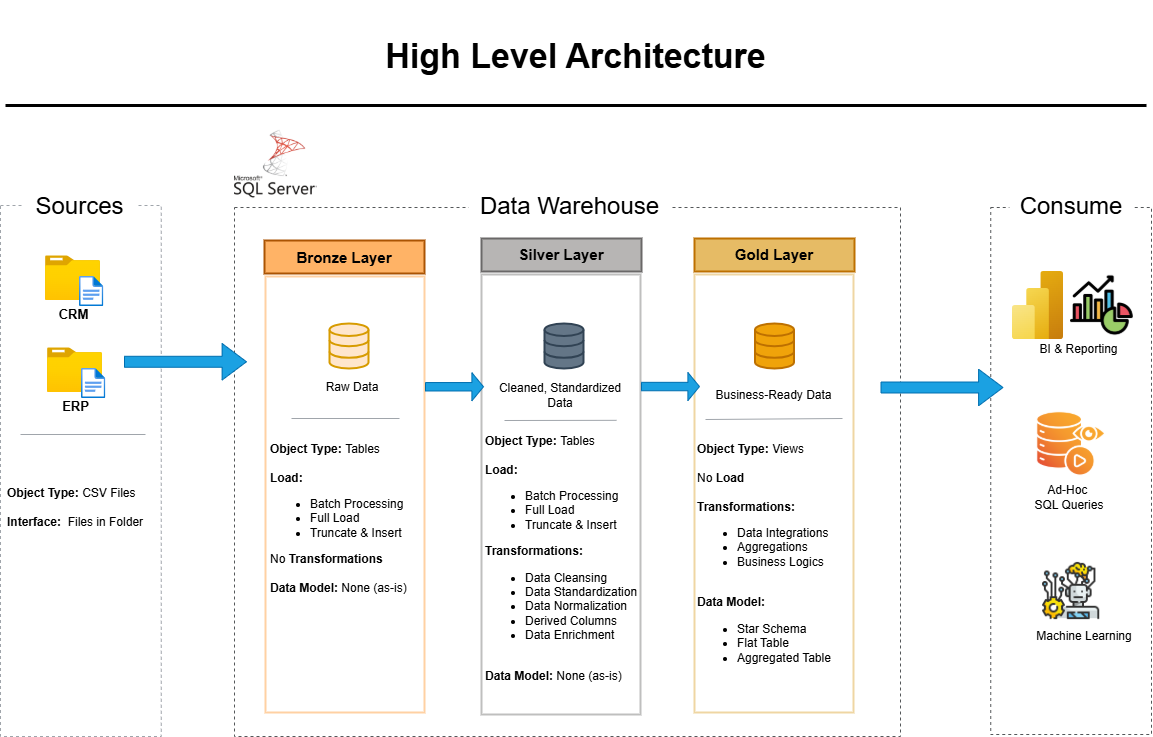 High Level Architecture
Microsoft®
SQL Server
Sources
CRM
ERP
Object Type: CSV Files
Interface:  Files in Folder
Data Warehouse
Bronze Layer
Raw Data
Object Type: Tables
Load:
• Batch Processing
• Full Load
• Truncate & Insert
No Transformations
Data Model: None (as-is)
Silver Layer
Cleaned, Standardized
Data
Object Type: Tables
Load:
• Batch Processing
• Full Load
• Truncate & Insert
Transformations:
• Data Cleansing
• Data Standardization
• Data Normalization
• Derived Columns
• Data Enrichment
Data Model: None (as-is)
Gold Layer
Business-Ready Data
Object Type: Views
No Load
Transformations:
• Data Integrations
• Aggregations
• Business Logics
Data Model:
• Star Schema
• Flat Table
• Aggregated Table
Consume
BI & Reporting
Ad-Hoc
SQL Queries
Machine Learning